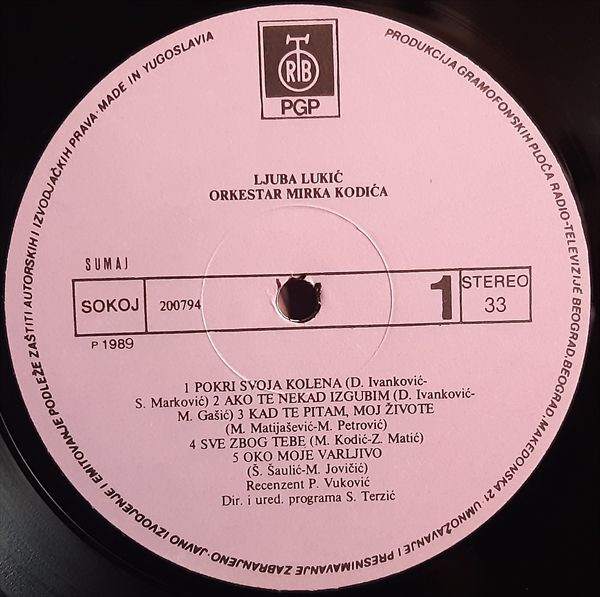 RTB
PGP
LJUBA LUKIĆ
ORKESTAR MIRKA KODIĆA
SUMAJ
SOKOJ
200794
1
STEREO
33
P 1989
1 POKRI SVOJA KOLENA (D. Ivanković-
S. Marković) 2 AKO TE NEKAD IZGUBIM (D. Ivanković-
M. Gašić) 3 KAD TE PITAM, MOJ ŽIVOTE
(M. Matijašević-M. Petrović)
4 SVE ZBOG TEBE (M. Kodić-Z. Matić)
5 OKO MOJE VARLJIVO
(Š. Šaulić-M. Jovičić)
Recenzent P. Vuković
Dir. i ured. programa S. Terzić
PRODUKCIJA GRAMOFONSKIH PLOČA RADIO-TELEVIZIJE BEOGRAD, BEOGRAD, MAKEDONSKA 21 UMNOŽAVANJE I PRESNIMAVANJE ZABRANJENO·JAVNO IZVODJENJE I EMITOVANJE PODLEŽE ZAŠTITI AUTORSKIH I IZVODJAČKIH PRAVA·MADE IN YUGOSLAVIA